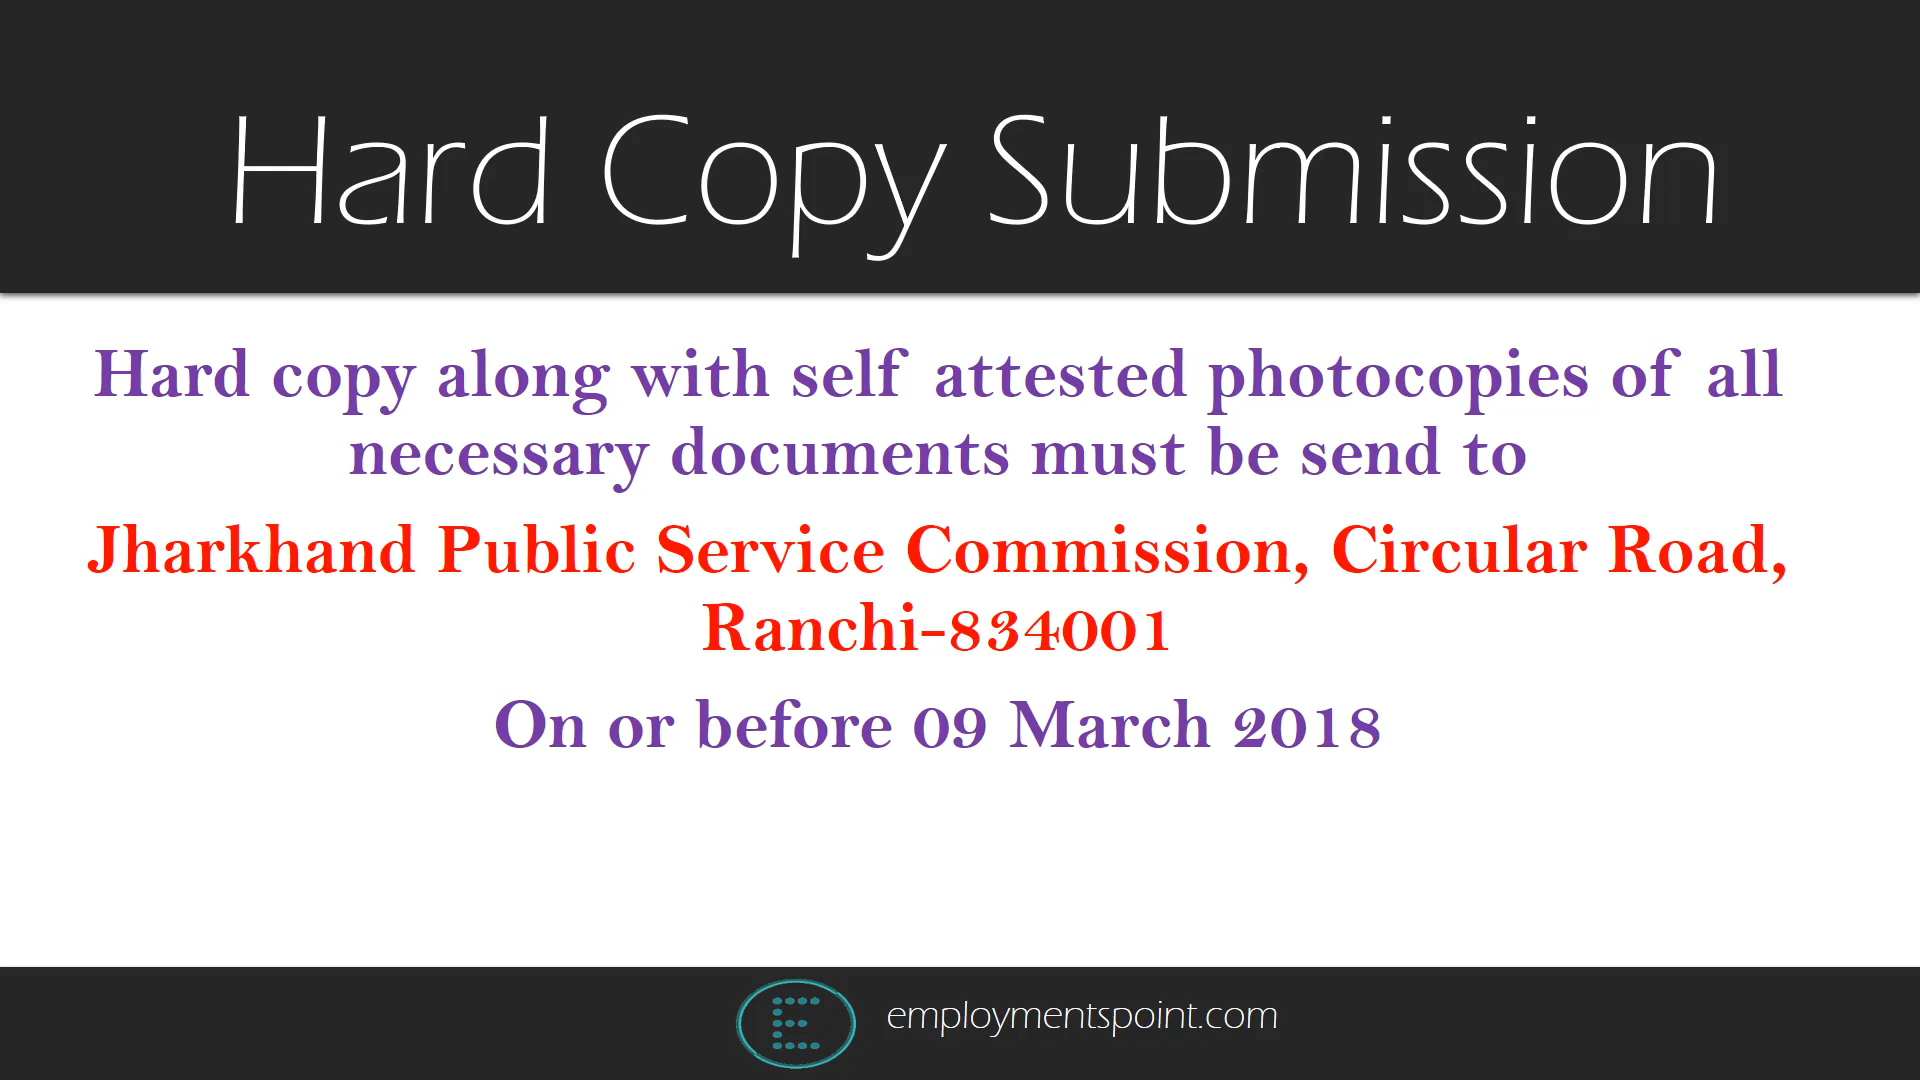 Hard Copy Submission
Hard copy along with self attested photocopies of all
necessary documents must be send to
Jharkhand Public Service Commission, Circular Road,
Ranchi-834001
On or before 09 March 2018
E
employmentspoint.com